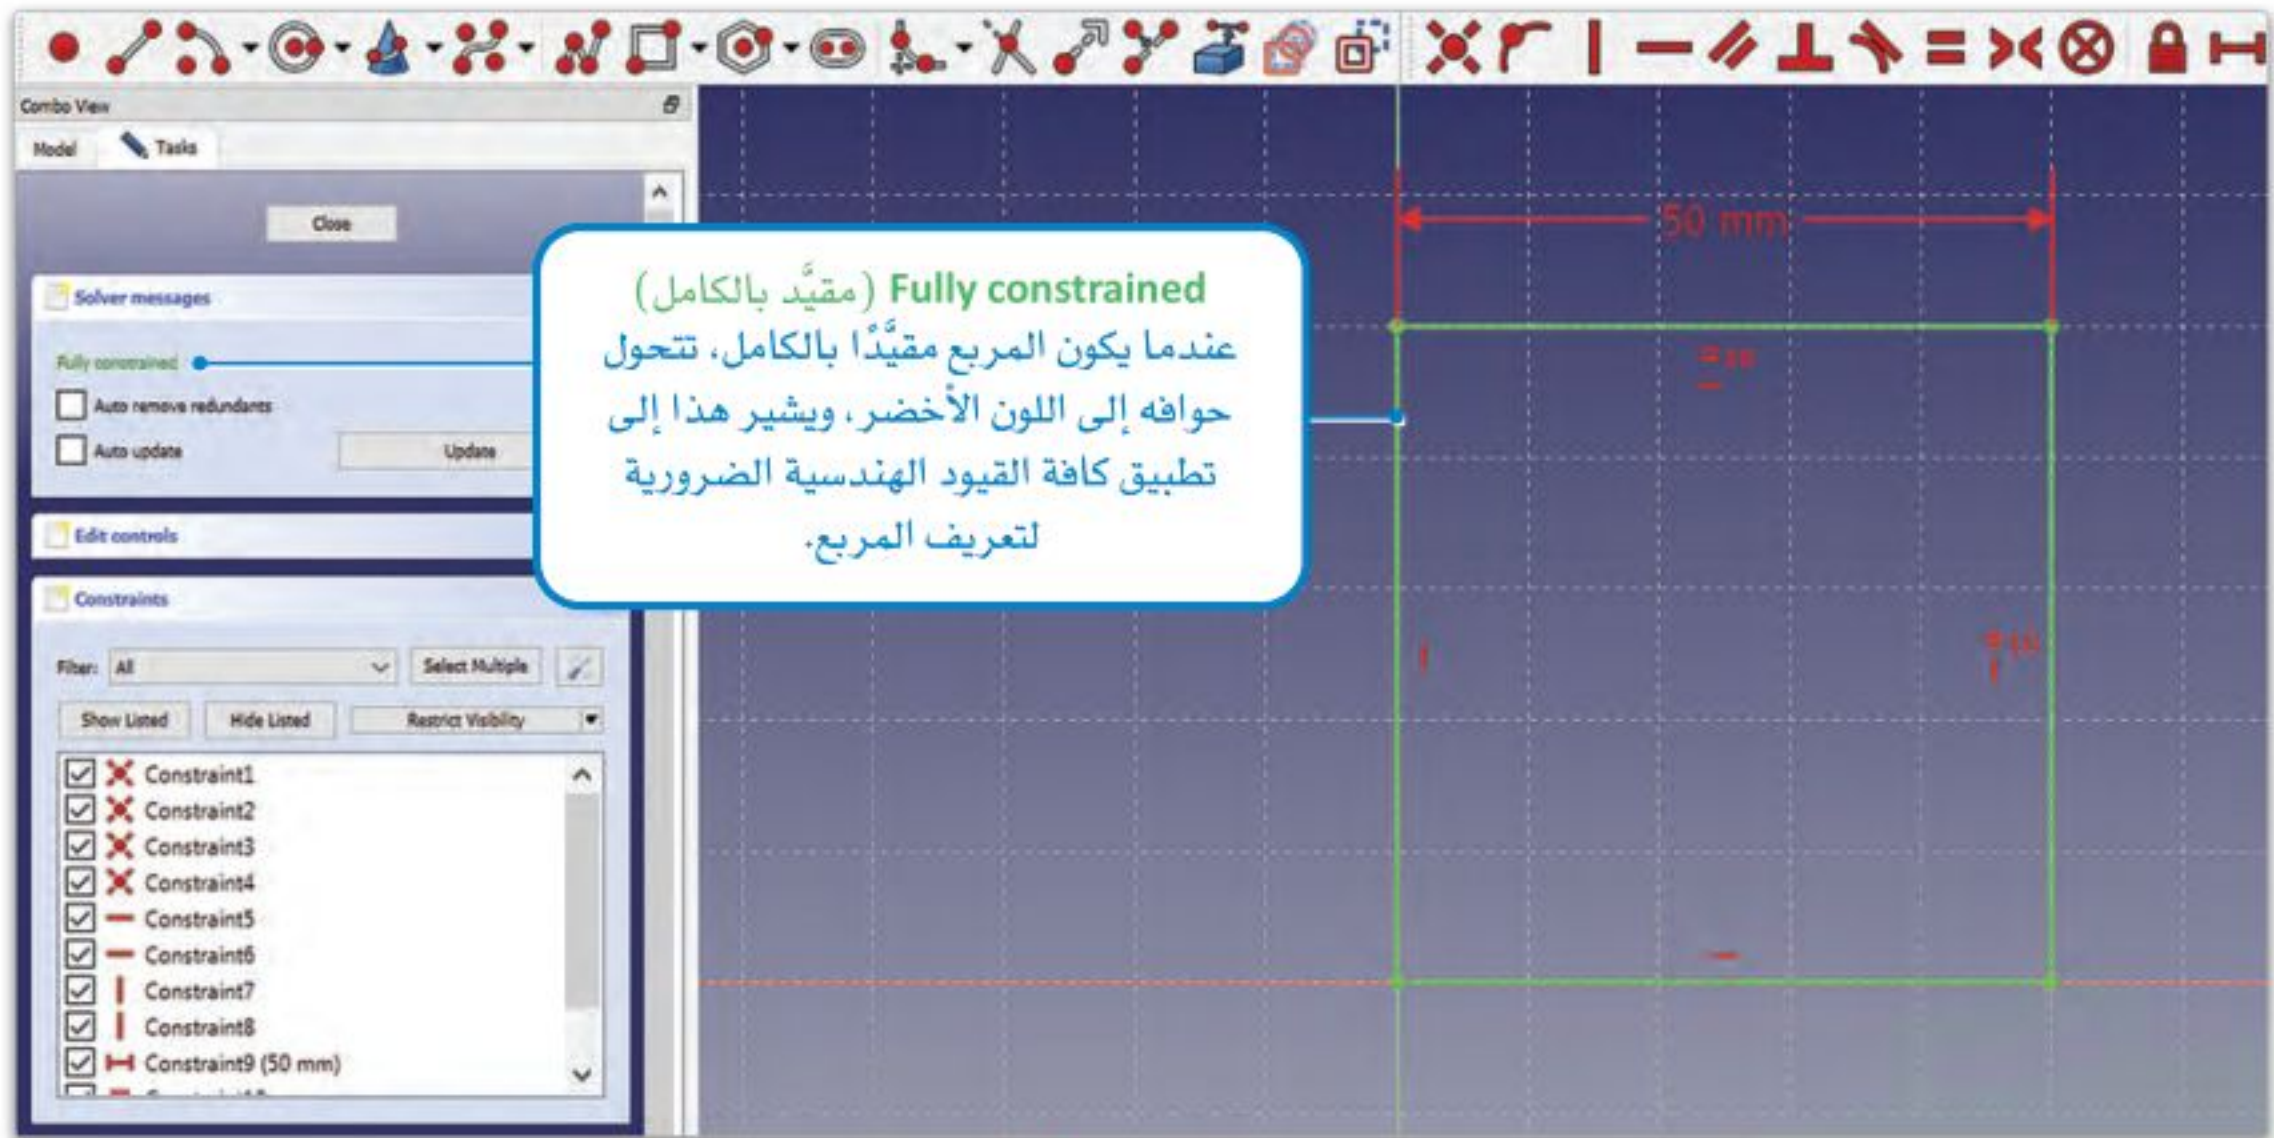 Combo View
Model
Tasks
Close
Solver messages
Fully constrained
Auto remove redundants
Auto update
Update
Edit controls
Constraints
Filter:
All
Select Multiple
Show Listed
Hide Listed
Restrict Visibility
Constraint1
Constraint2
Constraint3
Constraint4
Constraint5
Constraint6
Constraint7
Constraint8
Constraint9 (50 mm)
Fully constrained (مقيَّد بالكامل)
عندما يكون المربع مقيَّدًا بالكامل، تتحول
حوافه إلى اللون الأخضر، ويشير هذا إلى
تطبيق كافة القيود الهندسية الضرورية
لتعريف المربع.
50 mm